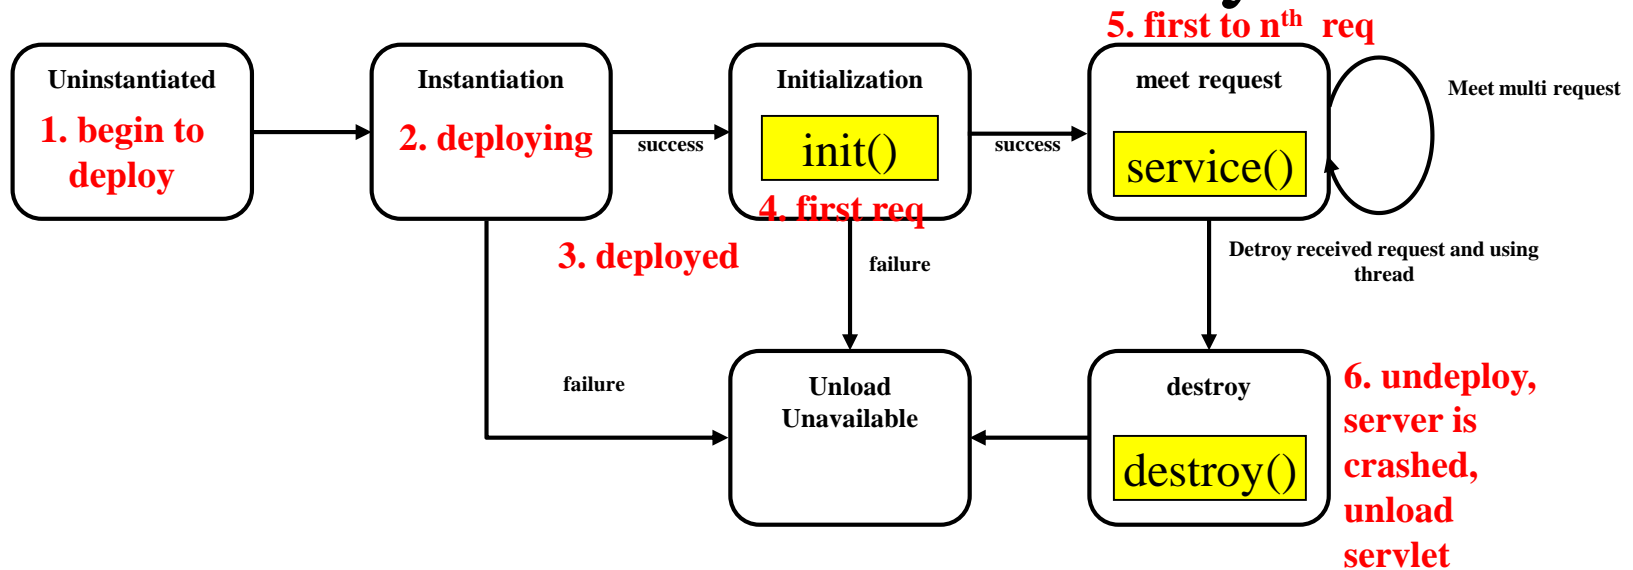 5. first to nth req
Uninstantiated
1. begin to
deploy
Instantiation
2. deploying
success
Initialization
init()
4. first req
success
meet request
service()
Meet multi request
3. deployed
failure
Detroy received request and using
thread
failure
Unload
Unavailable
destroy
destroy()
6. undeploy,
server is
crashed,
unload
servlet